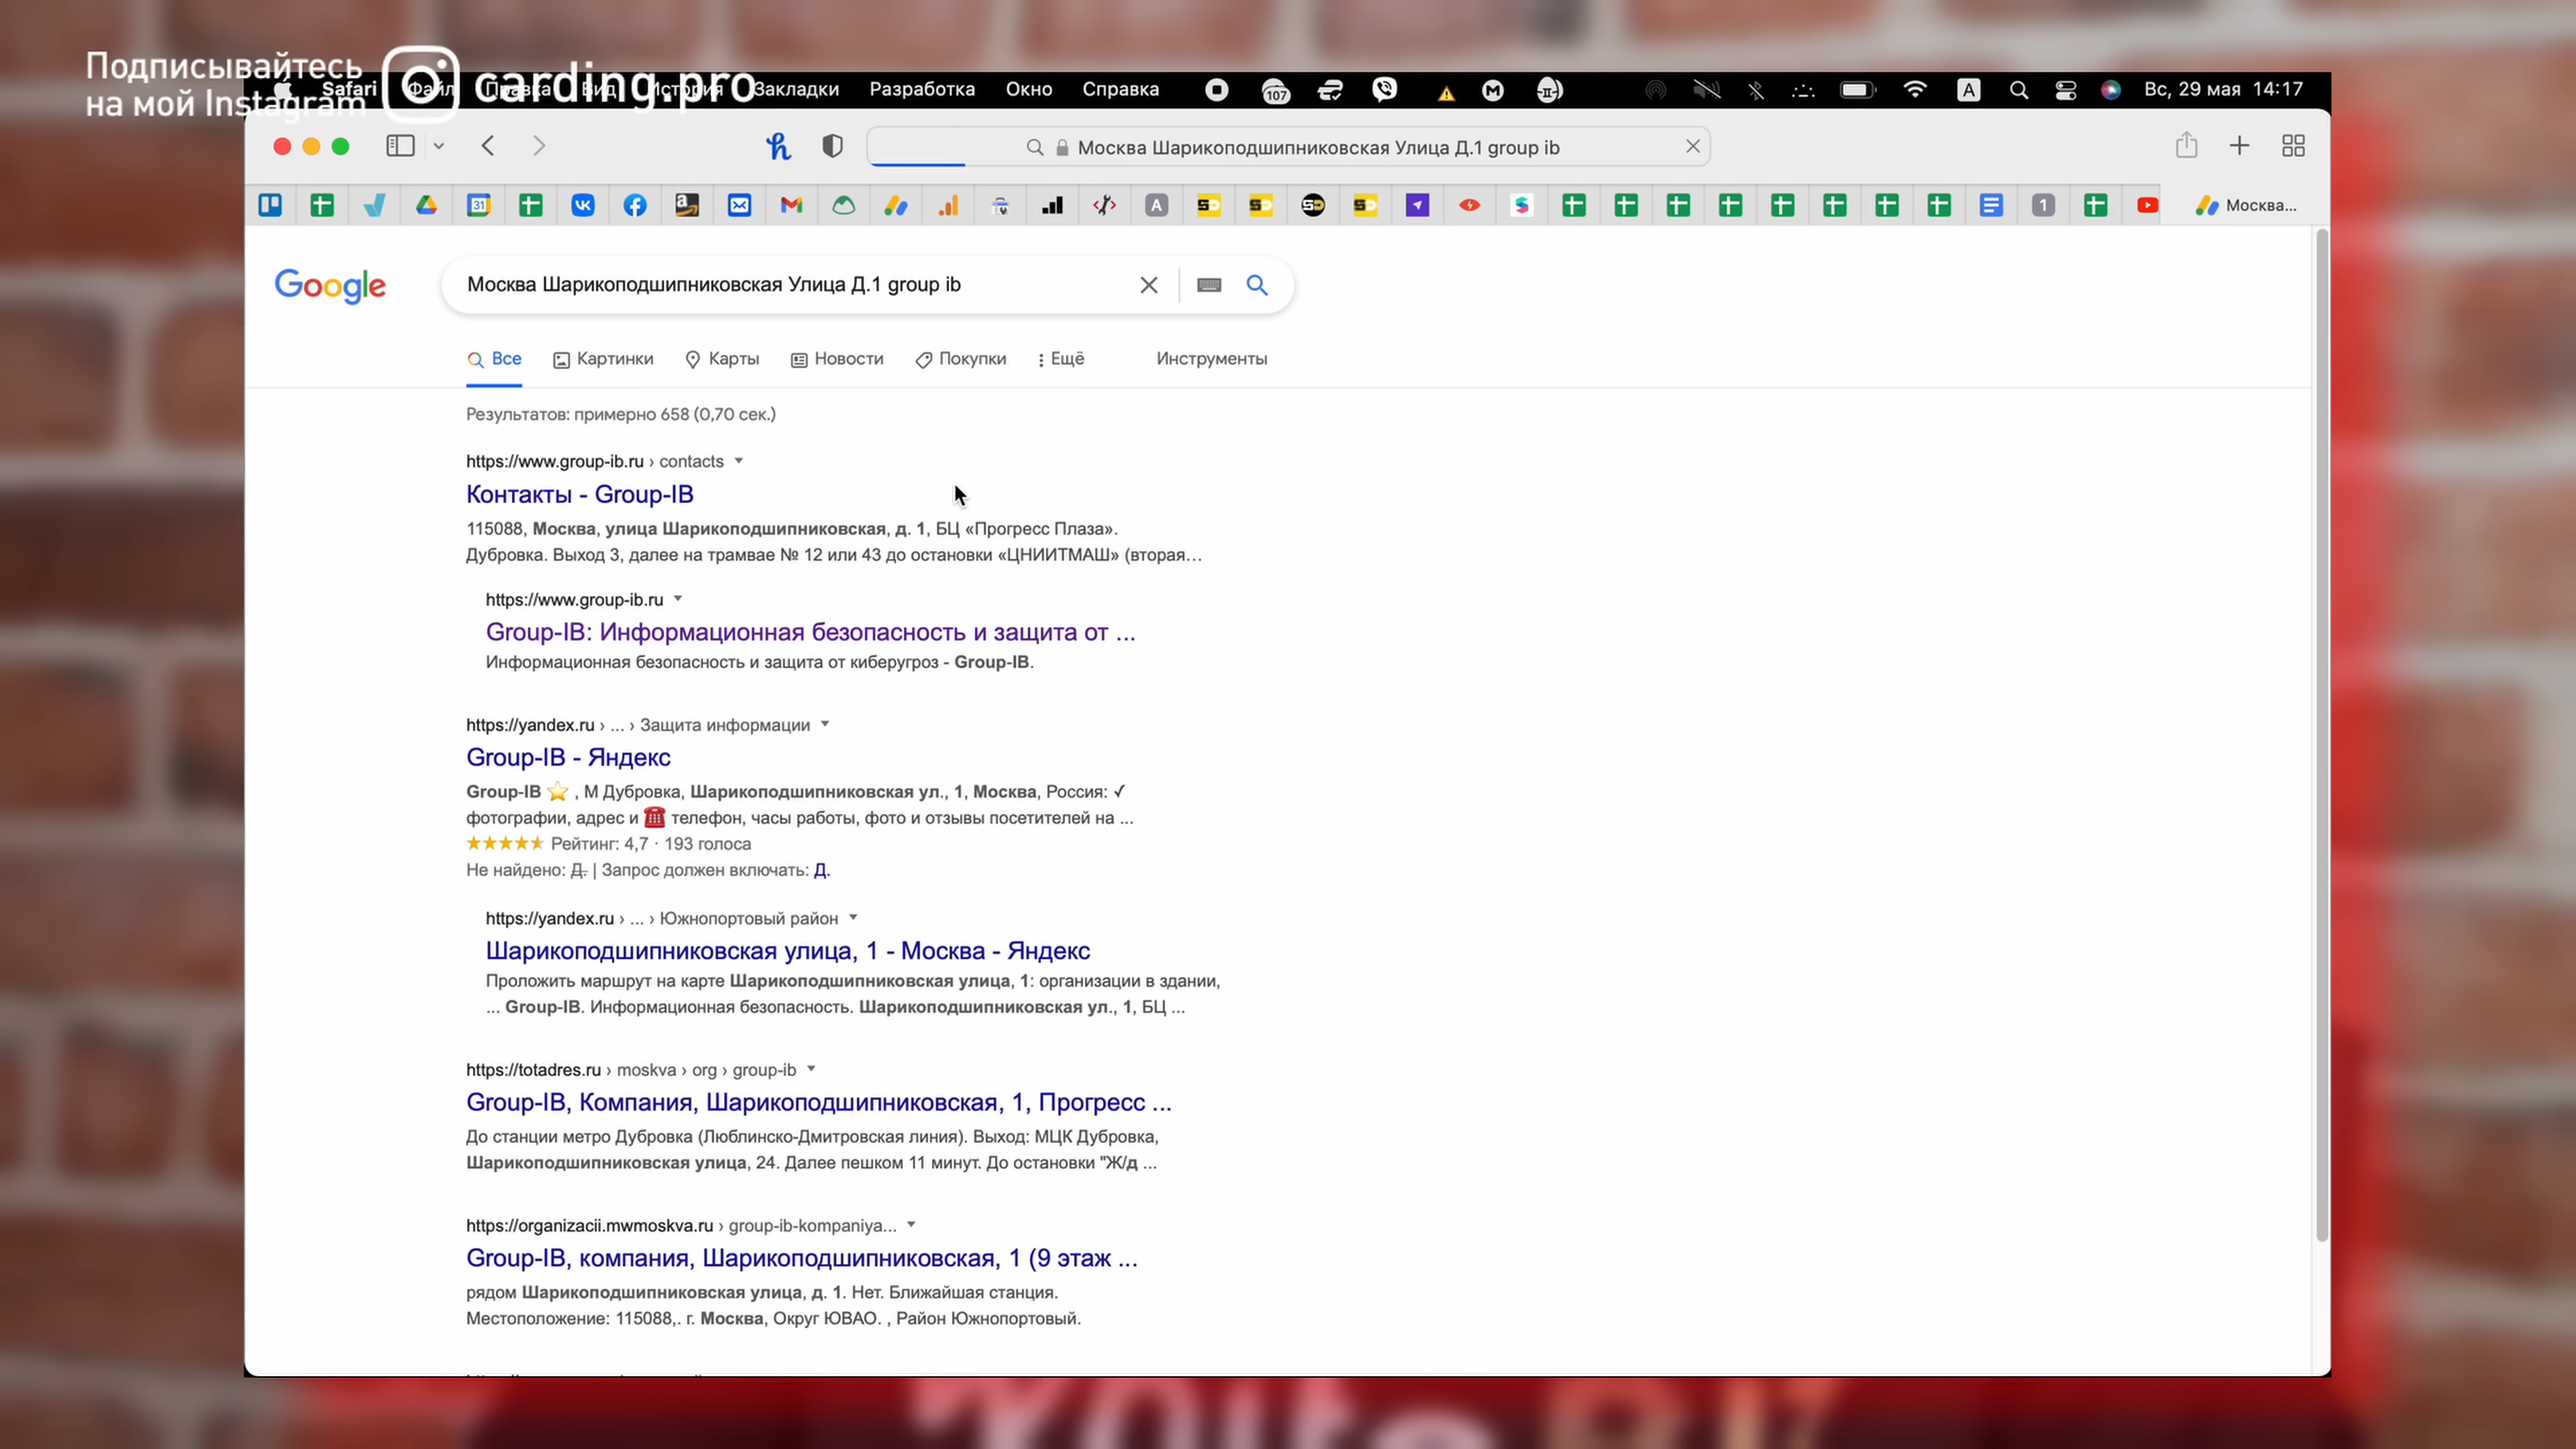 Подписывайтесь
на мой Instagram
carding.pro
Safari Файл Правка Вид История Закладки Разработка Окно Справка 107 A Вс, 29 мая 14:17
Москва Шарикоподшипниковская Улица Д.1 group ib
31 A 1 Москва...
Google
Москва Шарикоподшипниковская Улица Д.1 group ib
Все Картинки Карты Новости Покупки Ещё Инструменты
Результатов: примерно 658 (0,70 сек.)
https://www.group-ib.ru › contacts
Контакты - Group-IB
115088, Москва, улица Шарикоподшипниковская, д. 1, БЦ «Прогресс Плаза».
Дубровка. Выход 3, далее на трамвае № 12 или 43 до остановки «ЦНИИТМАШ» (вторая...
https://www.group-ib.ru
Group-IB: Информационная безопасность и защита от ...
Информационная безопасность и защита от киберугроз - Group-IB.
https://yandex.ru › ... › Защита информации
Group-IB - Яндекс
Group-IB ⭐ , М Дубровка, Шарикоподшипниковская ул., 1, Москва, Россия: ✓
фотографии, адрес и ☎️ телефон, часы работы, фото и отзывы посетителей на ...
Рейтинг: 4,7 · 193 голоса
Не найдено: Д. | Запрос должен включать: Д.
https://yandex.ru › ... › Южнопортовый район
Шарикоподшипниковская улица, 1 - Москва - Яндекс
Проложить маршрут на карте Шарикоподшипниковская улица, 1: организации в здании,
... Group-IB. Информационная безопасность. Шарикоподшипниковская ул., 1, БЦ ...
https://totadres.ru › moskva › org › group-ib
Group-IB, Компания, Шарикоподшипниковская, 1, Прогресс ...
До станции метро Дубровка (Люблинско-Дмитровская линия). Выход: МЦК Дубровка,
Шарикоподшипниковская улица, 24. Далее пешком 11 минут. До остановки "Ж/д ...
https://organizacii.mwmoskva.ru › group-ib-kompaniya...
Group-IB, компания, Шарикоподшипниковская, 1 (9 этаж ...
рядом Шарикоподшипниковская улица, д. 1. Нет. Ближайшая станция.
Местоположение: 115088,. г. Москва, Округ ЮВАО. , Район Южнопортовый.